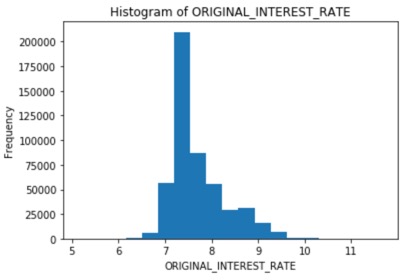 Histogram of ORIGINAL_INTEREST_RATE
200000
175000
150000
125000
100000
75000
50000
25000
0
Frequency
5 6 7 8 9 10 11
ORIGINAL_INTEREST_RATE